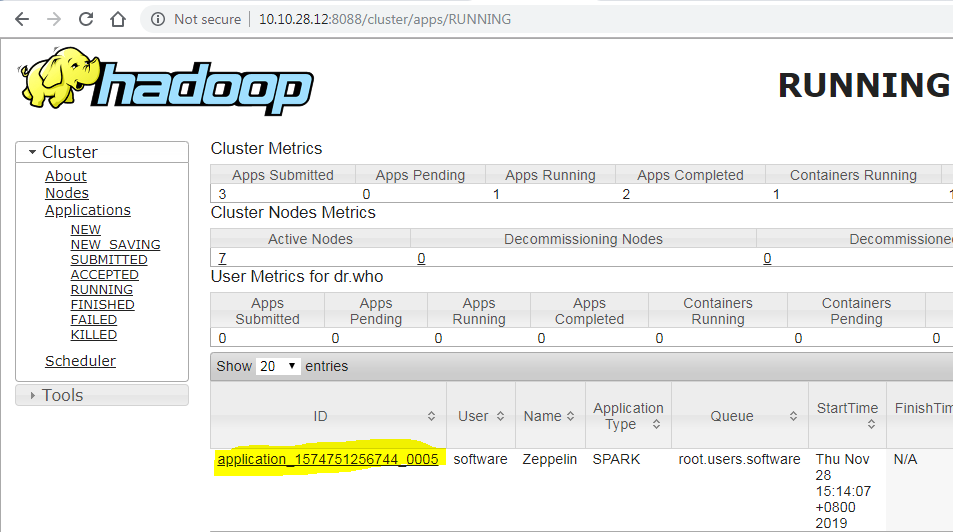 Not secure | 10.10.28.12:8088/cluster/apps/RUNNING
hadoop
RUNNING
Cluster
About
Nodes
Applications
NEW
NEW_SAVING
SUBMITTED
ACCEPTED
RUNNING
FINISHED
FAILED
KILLED
Scheduler
Tools
Cluster Metrics
Apps Submitted Apps Pending Apps Running Apps Completed Containers Running
3 0 1 2 1
Cluster Nodes Metrics
Active Nodes Decommissioning Nodes Decommissione
7 0 0
User Metrics for dr.who
Apps Submitted Apps Pending Apps Running Apps Completed Containers Running Containers Pending
0 0 0 0 0 0 0
Show 20 entries
ID User Name Application Type Queue StartTime FinishTim
application_1574751256744_0005 software Zeppelin SPARK root.users.software Thu Nov N/A
28
15:14:07
+0800
2019